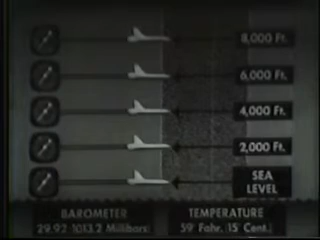 8,000 Ft.
6,000 Ft.
4,000 Ft.
2,000 Ft.
SEA
LEVEL
BAROMETER
29.92 1013.2 Millibars
TEMPERATURE
59° Fahr. 15° Cent.